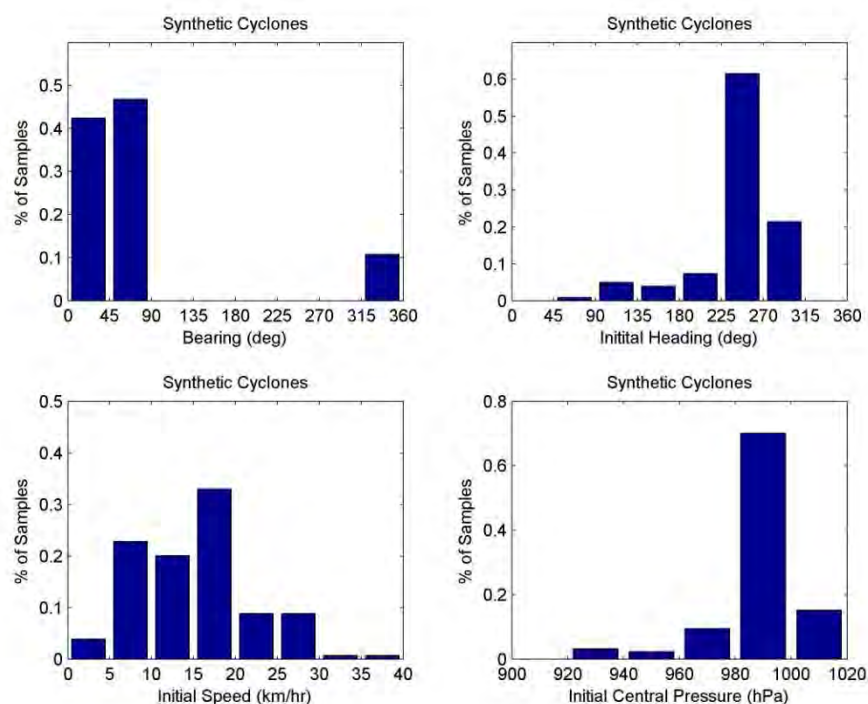 Synthetic Cyclones
0.5
0.4
0.3
0.2
0.1
0
% of Samples
0 45 90 135 180 225 270 315 360
Bearing (deg)
Synthetic Cyclones
0.6
0.5
0.4
0.3
0.2
0.1
0
% of Samples
0 45 90 135 180 225 270 315 360
Initital Heading (deg)
Synthetic Cyclones
0.5
0.4
0.3
0.2
0.1
0
% of Samples
0 5 10 15 20 25 30 35 40
Initial Speed (km/hr)
Synthetic Cyclones
0.8
0.6
0.4
0.2
0
% of Samples
900 920 940 960 980 1000 1020
Initial Central Pressure (hPa)